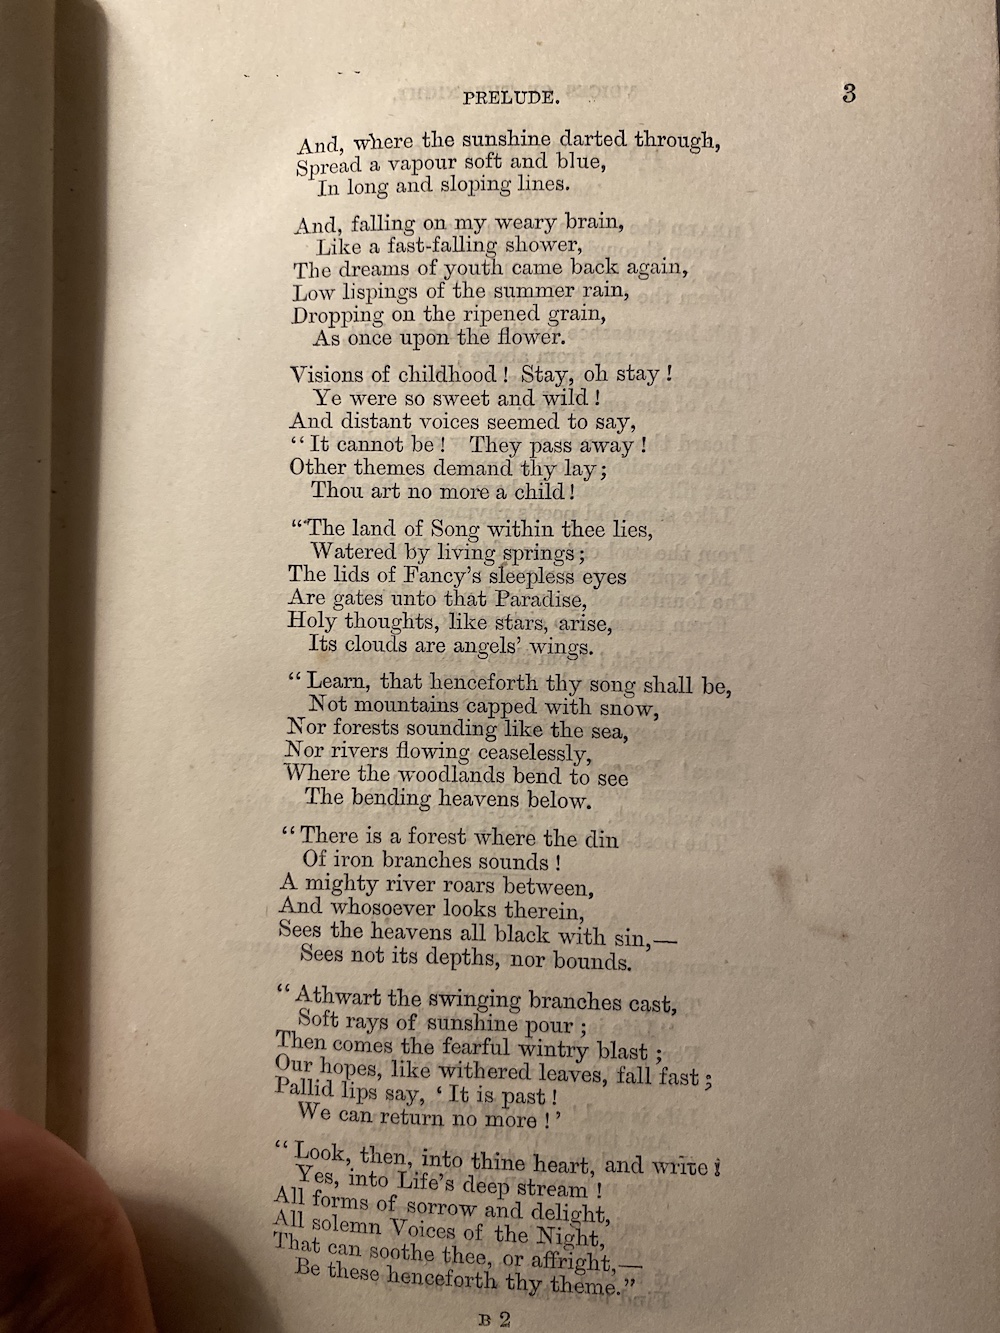 PRELUDE. 3
And, where the sunshine darted through,
Spread a vapour soft and blue,
In long and sloping lines.
And, falling on my weary brain,
Like a fast-falling shower,
The dreams of youth came back again,
Low lispings of the summer rain,
Dropping on the ripened grain,
As once upon the flower.
Visions of childhood! Stay, oh stay!
Ye were so sweet and wild!
And distant voices seemed to say,
“It cannot be! They pass away!
Other themes demand thy lay;
Thou art no more a child!
“The land of Song within thee lies,
Watered by living springs;
The lids of Fancy’s sleepless eyes
Are gates unto that Paradise,
Holy thoughts, like stars, arise,
Its clouds are angels’ wings.
“Learn, that henceforth thy song shall be,
Not mountains capped with snow,
Nor forests sounding like the sea,
Nor rivers flowing ceaselessly,
Where the woodlands bend to see
The bending heavens below.
“There is a forest where the din
Of iron branches sounds!
A mighty river roars between,
And whosoever looks therein,
Sees the heavens all black with sin,—
Sees not its depths, nor bounds.
“Athwart the swinging branches cast,
Soft rays of sunshine pour;
Then comes the fearful wintry blast;
Our hopes, like withered leaves, fall fast;
Pallid lips say, ‘It is past!
We can return no more!’
“Look, then, into thine heart, and write!
Yes, into Life’s deep stream!
All forms of sorrow and delight,
All solemn Voices of the Night,
That can soothe thee, or affright,—
Be these henceforth thy theme.”
B 2